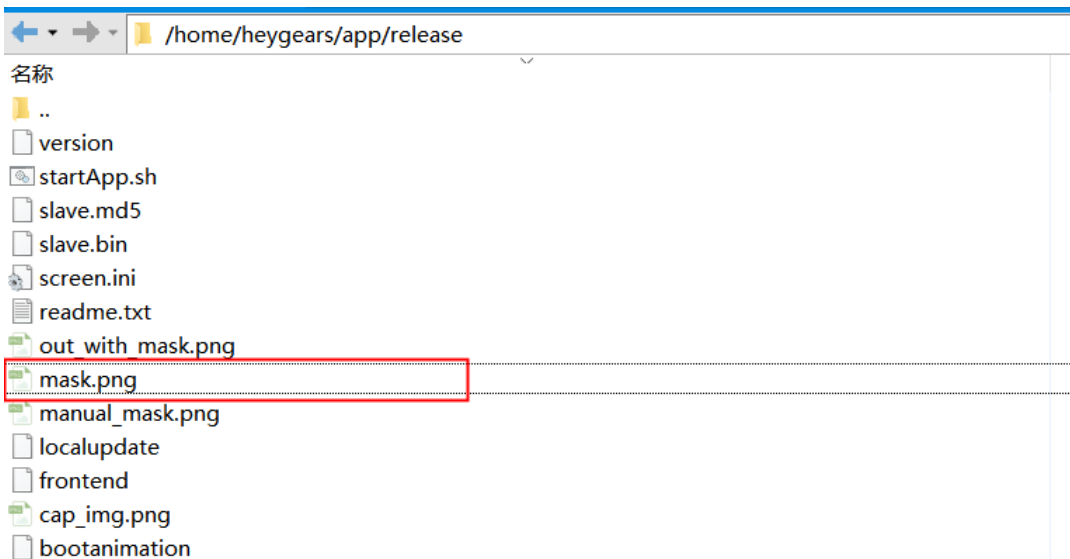 /home/heygears/app/release
名称
..
version
startApp.sh
slave.md5
slave.bin
screen.ini
readme.txt
out_with_mask.png
mask.png
manual_mask.png
localupdate
frontend
cap_img.png
bootanimation